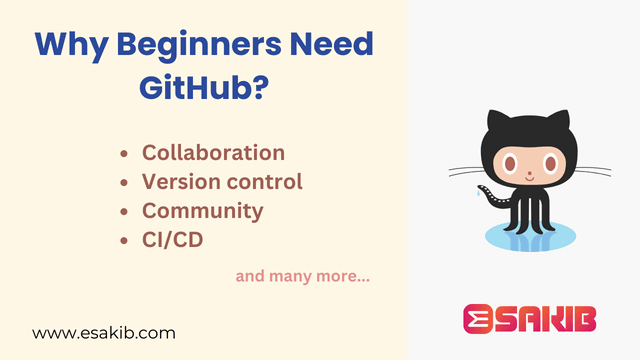 Why Beginners Need
GitHub?
• Collaboration
• Version control
• Community
• CI/CD
and many more...
www.esakib.com
ESAKIB